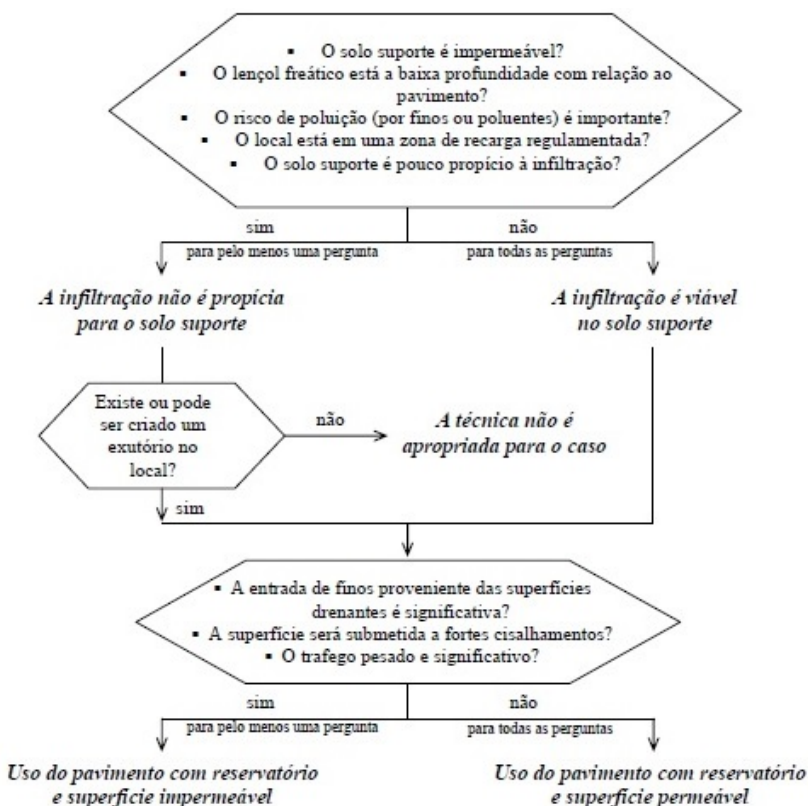 ▪ O solo suporte é impermeável?
▪ O lençol freático está a baixa profundidade com relação ao
pavimento?
▪ O risco de poluição (por finos ou poluentes) é importante?
▪ O local está em uma zona de recarga regulamentada?
▪ O solo suporte é pouco propício à infiltração?
sim
para pelo menos uma pergunta
não
para todas as perguntas
A infiltração não é propícia
para o solo suporte
A infiltração é viável
no solo suporte
Existe ou pode
ser criado um
exutório no
local?
não
A técnica não é
apropriada para o caso
sim
▪ A entrada de finos proveniente das superfícies
drenantes é significativa?
▪ A superfície será submetida a fortes cisalhamentos?
▪ O trafego pesado e significativo?
sim
para pelo menos uma pergunta
não
para todas as perguntas
Uso do pavimento com reservatório
e superfície impermeável
Uso do pavimento com reservatório
e superfície permeável